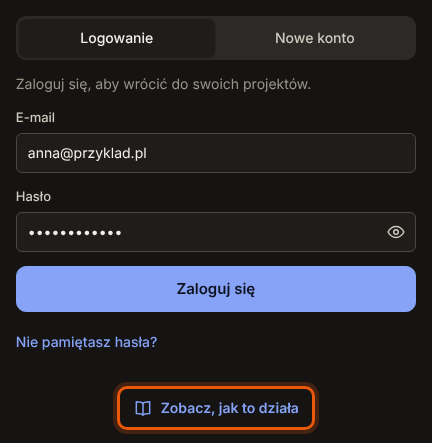 Logowanie
Nowe konto
Zaloguj się, aby wrócić do swoich projektów.
E-mail
anna@przyklad.pl
Hasło
••••••••••••
Zaloguj się
Nie pamiętasz hasła?
Zobacz, jak to działa